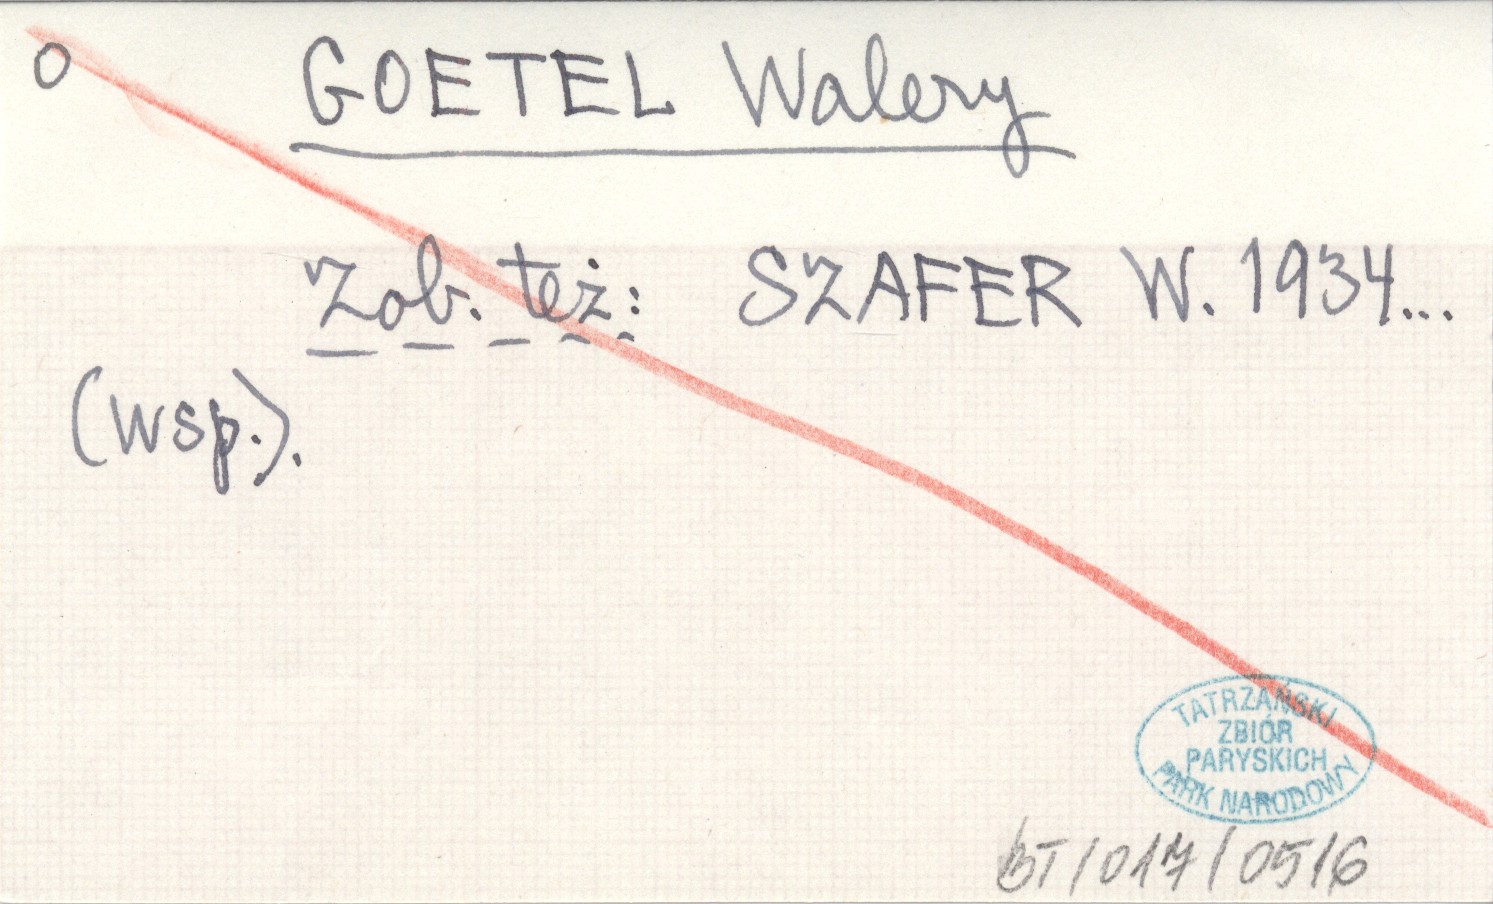 O GOETEL Walery
Zob. też: SZAFER W. 1934...
(wsp.).
TATRZAŃSKI
ZBIÓR
PARYSKICH
PARK NARODOWY
BT/017/0516